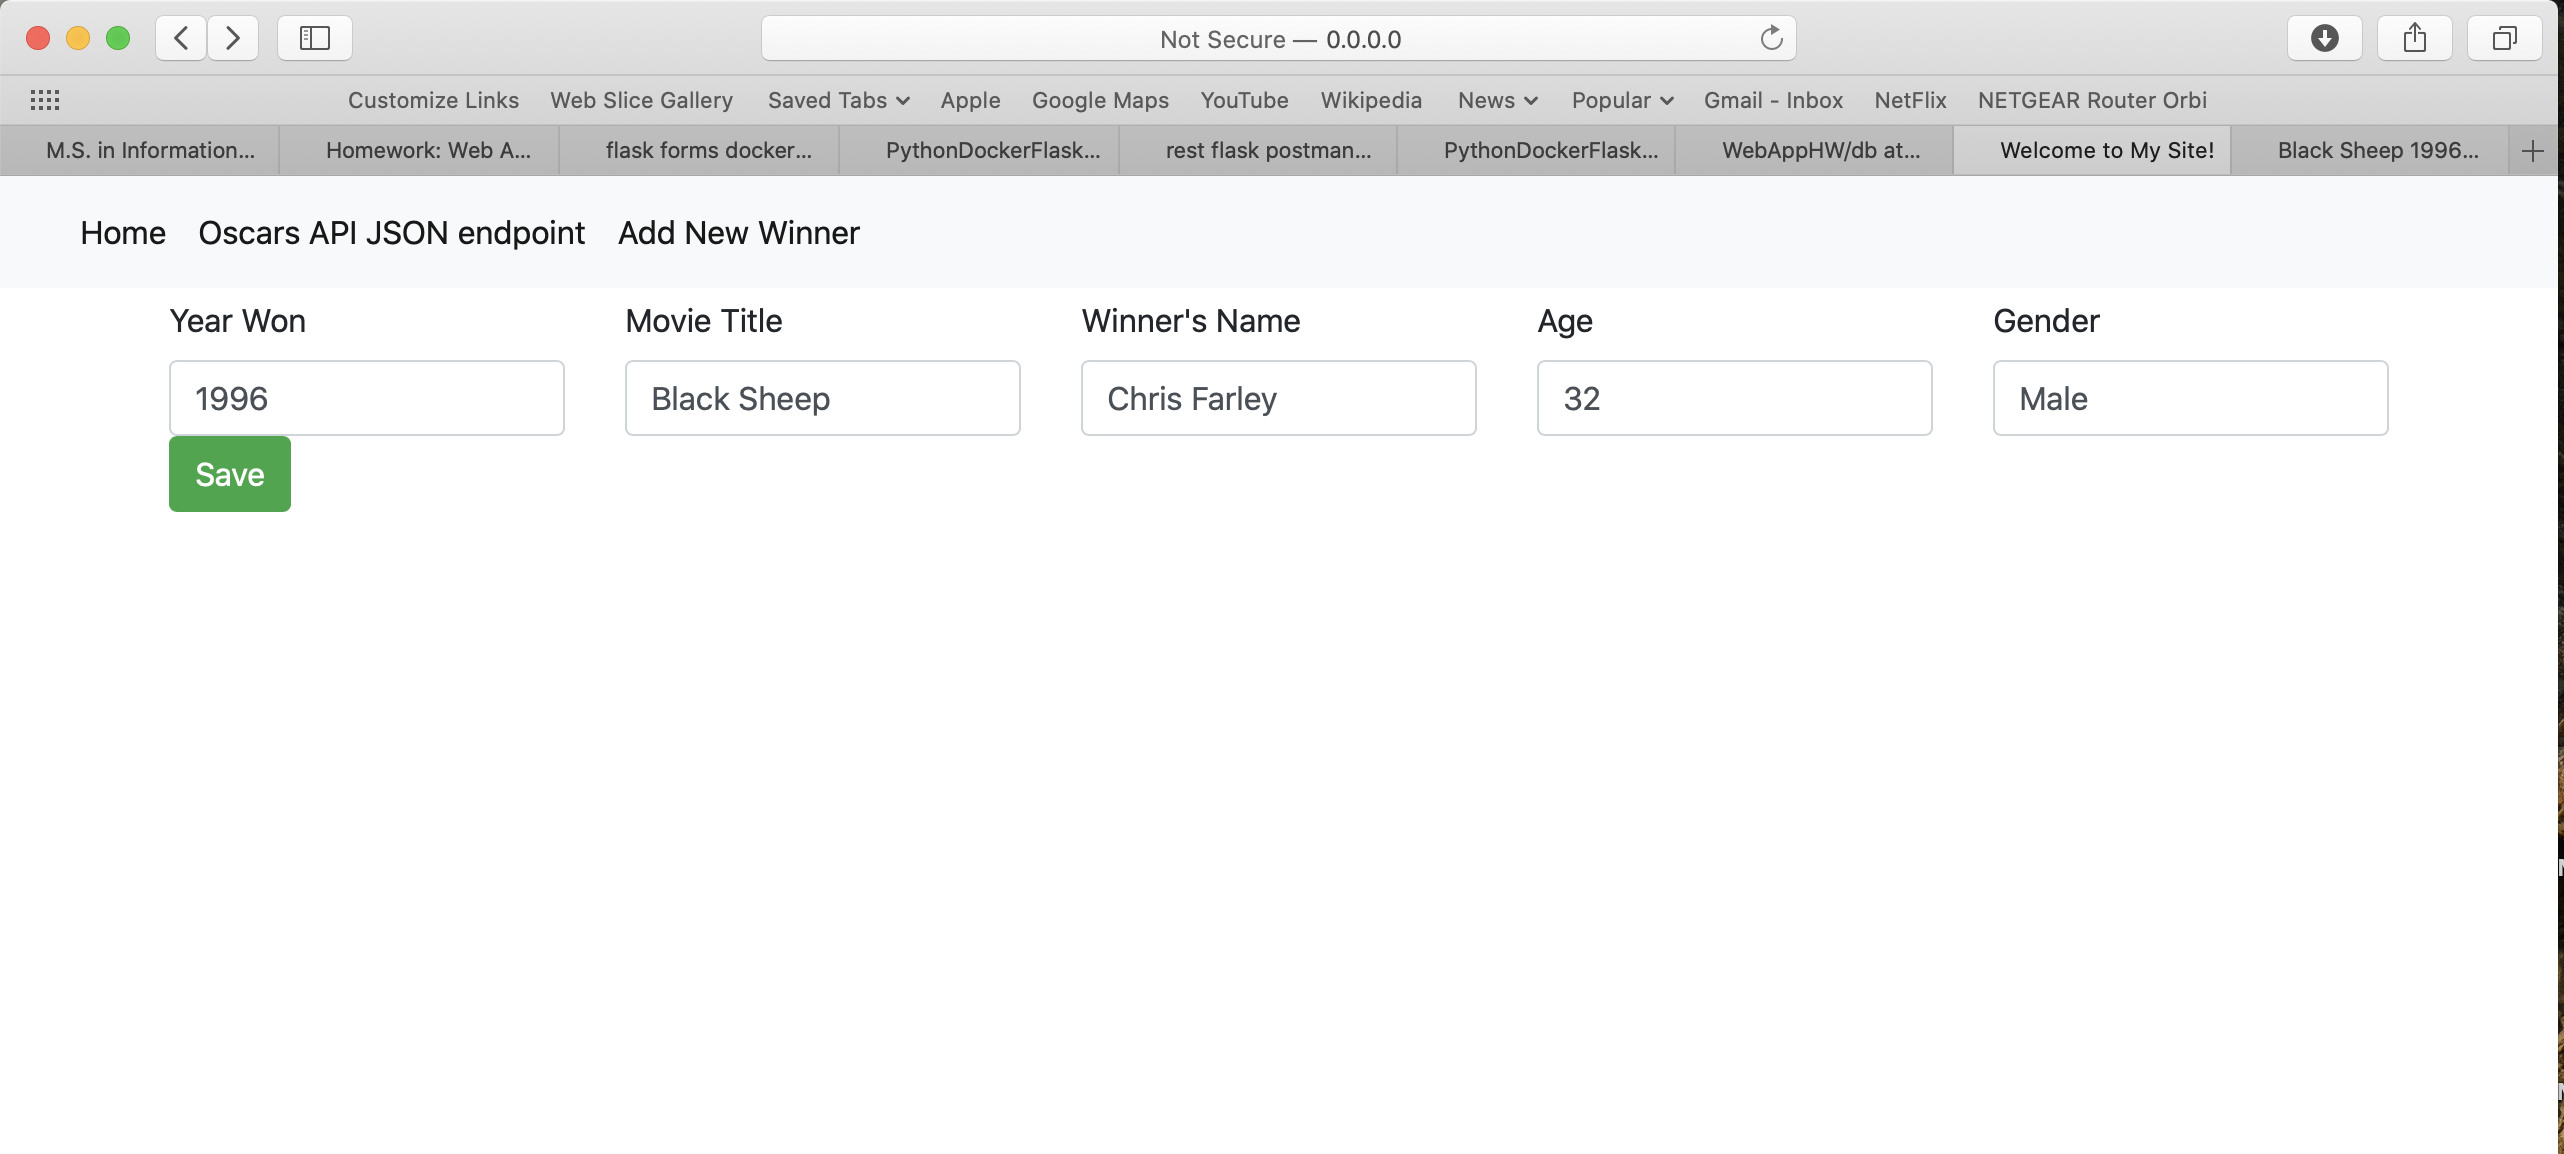 Not Secure — 0.0.0.0
Customize Links Web Slice Gallery Saved Tabs Apple Google Maps YouTube Wikipedia News Popular Gmail - Inbox NetFlix NETGEAR Router Orbi
M.S. in Information... Homework: Web A... flask forms docker... PythonDockerFlask... rest flask postman... PythonDockerFlask... WebAppHW/db at... Welcome to My Site! Black Sheep 1996...
Home Oscars API JSON endpoint Add New Winner
Year Won Movie Title Winner's Name Age Gender
1996 Black Sheep Chris Farley 32 Male
Save